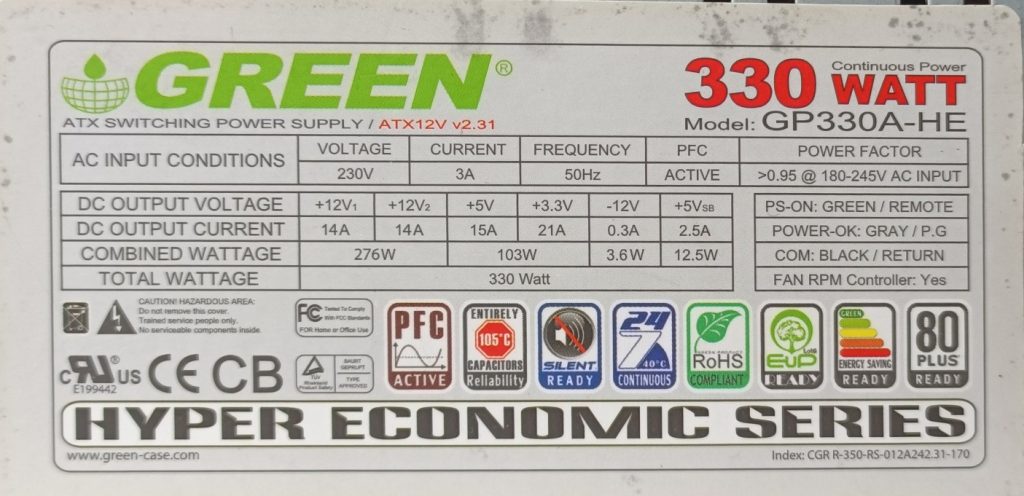 GREEN®
330 Continuous Power WATT
ATX SWITCHING POWER SUPPLY / ATX12V v2.31
Model: GP330A-HE
AC INPUT CONDITIONS VOLTAGE CURRENT FREQUENCY PFC POWER FACTOR
230V 3A 50Hz ACTIVE >0.95 @ 180-245V AC INPUT
DC OUTPUT VOLTAGE +12V1 +12V2 +5V +3.3V -12V +5VSB
DC OUTPUT CURRENT 14A 14A 15A 21A 0.3A 2.5A
COMBINED WATTAGE 276W 103W 3.6W 12.5W
TOTAL WATTAGE 330 Watt
PS-ON: GREEN / REMOTE
POWER-OK: GRAY / P.G
COM: BLACK / RETURN
FAN RPM Controller: Yes
CAUTION! HAZARDOUS AREA:
Do not remove this cover.
Trained service people only.
No serviceable components inside.
FC Tested To Comply
With FCC Standards
FOR Home or Office Use
PFC
ACTIVE
ENTIRELY
105°C
CAPACITORS
Reliability
SILENT
READY
24
7
40°C
CONTINUOUS
GREEN PRODUCT
RoHS
COMPLIANT
EuP Lot6
READY
GREEN
ENERGY SAVING
READY
80
PLUS
READY
c RU US
E199442
CE CB
TÜV
Rheinland
Product Safety
BAUART
GEPRUFT
TYPE
APPROVED
HYPER ECONOMIC SERIES
www.green-case.com
Index: CGR R-350-RS-012A242.31-170